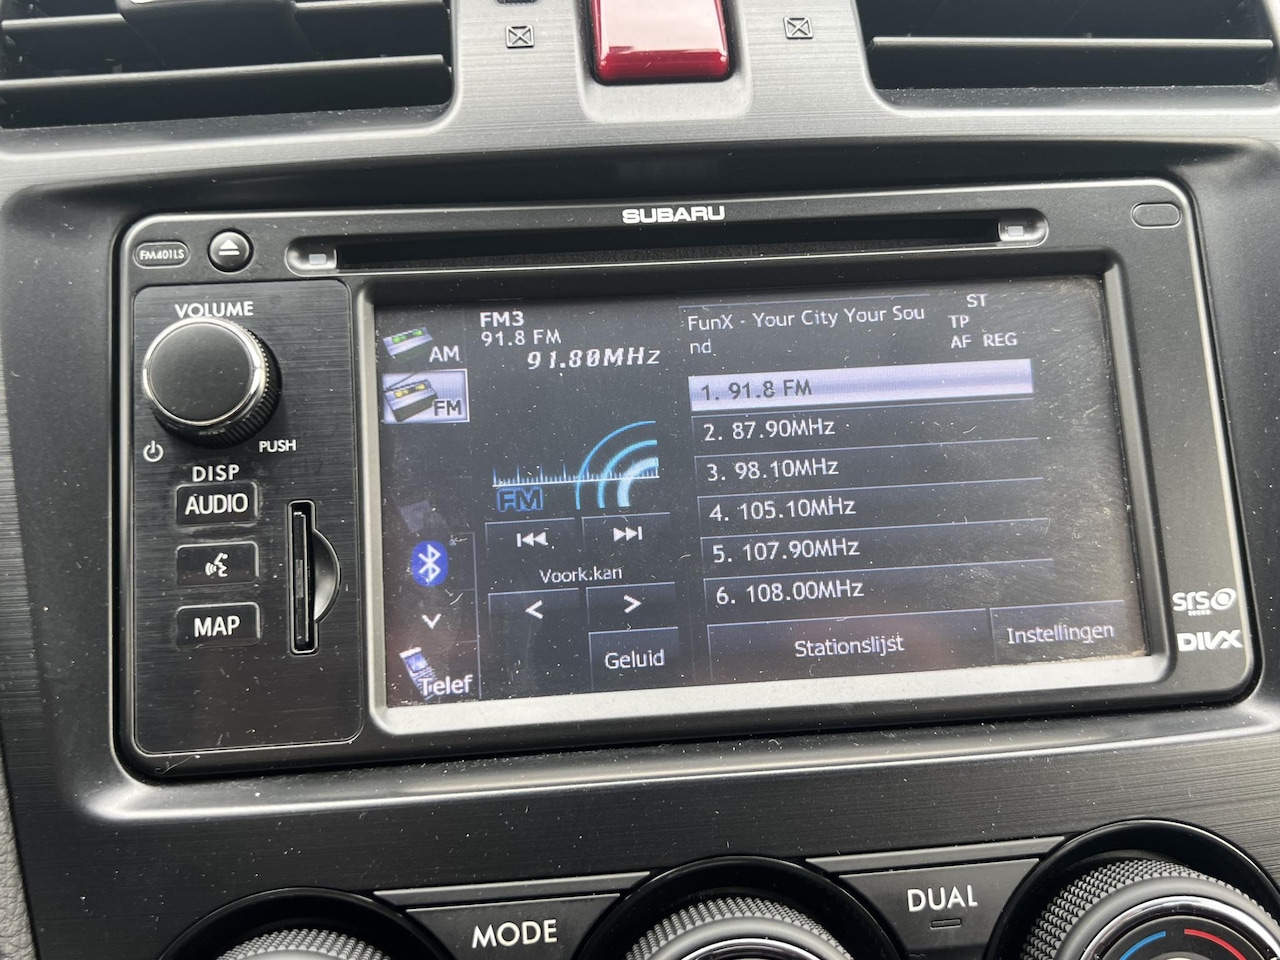 SUBARU
FM401LS
VOLUME
PUSH
DISP
AUDIO
MAP
AM
FM
Telef
FM3
91.8 FM
91.80MHz
FM
Voork.kan
<
>
Geluid
FunX - Your City Your Sou
nd
ST
TP
AF REG
1. 91.8 FM
2. 87.90MHz
3. 98.10MHz
4. 105.10MHz
5. 107.90MHz
6. 108.00MHz
Stationslijst
Instellingen
SRS
DIVX
MODE
DUAL